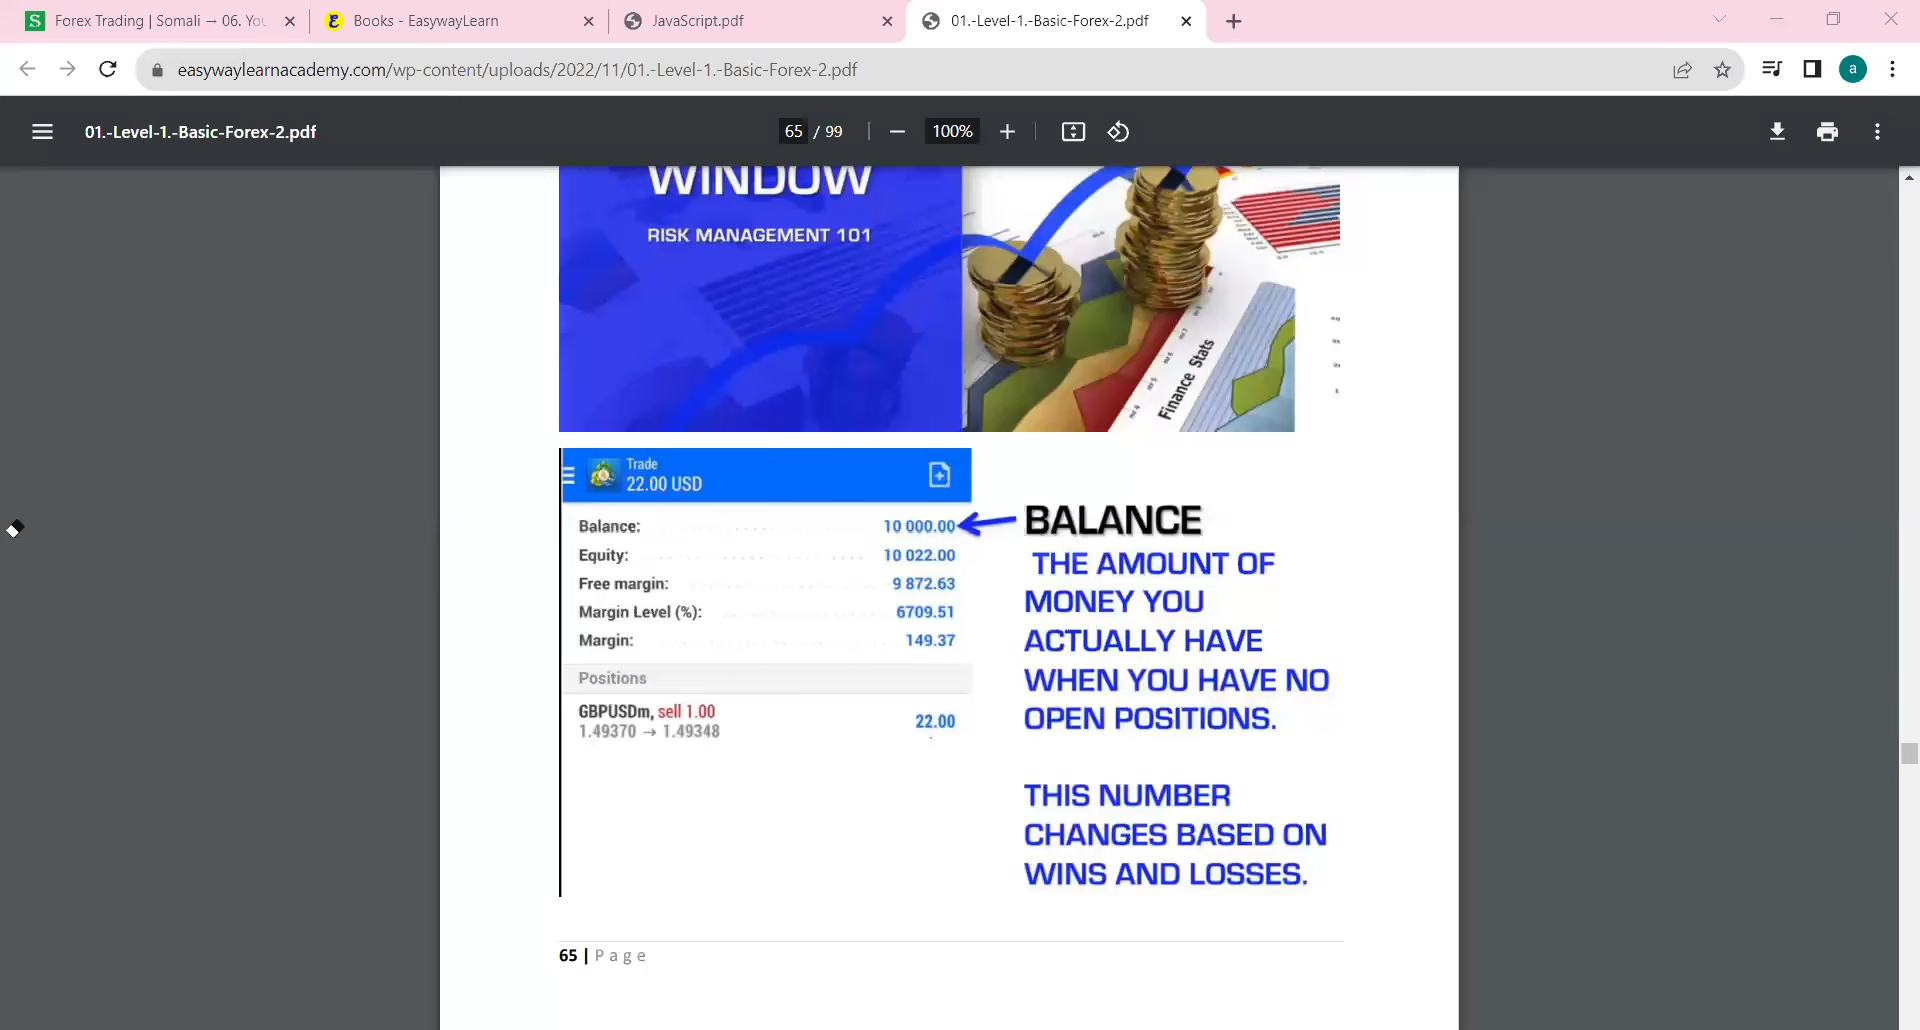 Forex Trading | Somali → 06. You
Books - EasywayLearn
JavaScript.pdf
01.-Level-1.-Basic-Forex-2.pdf
easywaylearnacademy.com/wp-content/uploads/2022/11/01.-Level-1.-Basic-Forex-2.pdf
a
01.-Level-1.-Basic-Forex-2.pdf
65 / 99
100%
WINDOW
RISK MANAGEMENT 101
Finance Stats
Trade
22.00 USD
Balance: 10 000.00
Equity: 10 022.00
Free margin: 9 872.63
Margin Level (%): 6709.51
Margin: 149.37
Positions
GBPUSDm, sell 1.00
1.49370 → 1.49348
22.00
BALANCE
THE AMOUNT OF
MONEY YOU
ACTUALLY HAVE
WHEN YOU HAVE NO
OPEN POSITIONS.
THIS NUMBER
CHANGES BASED ON
WINS AND LOSSES.
65 | Page